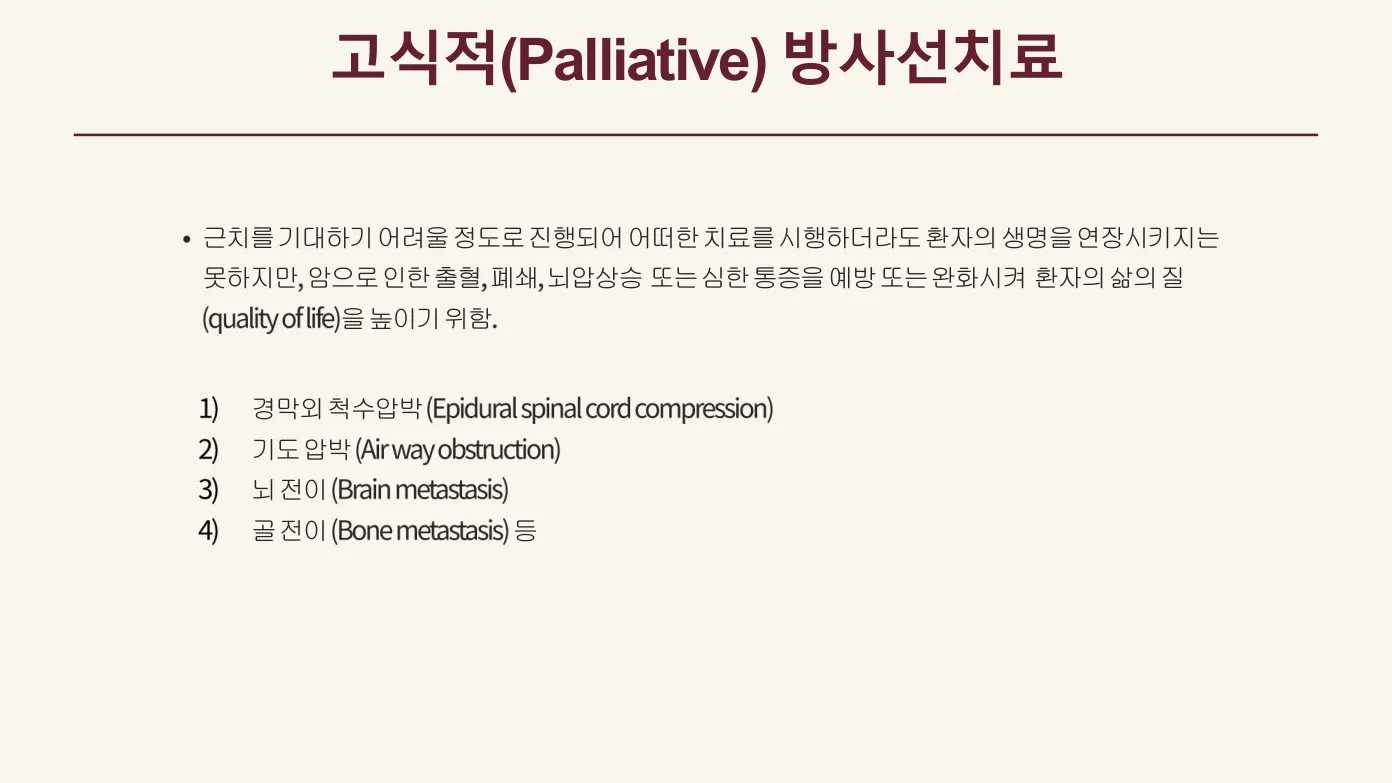 고식적(Palliative) 방사선치료
• 근치를 기대하기 어려울 정도로 진행되어 어떠한 치료를 시행하더라도 환자의 생명을 연장시키지는
못하지만, 암으로 인한 출혈, 폐쇄, 뇌압상승 또는 심한 통증을 예방 또는 완화시켜 환자의 삶의 질
(quality of life)을 높이기 위함.
1) 경막외 척수압박 (Epidural spinal cord compression)
2) 기도 압박 (Air way obstruction)
3) 뇌 전이 (Brain metastasis)
4) 골 전이 (Bone metastasis) 등